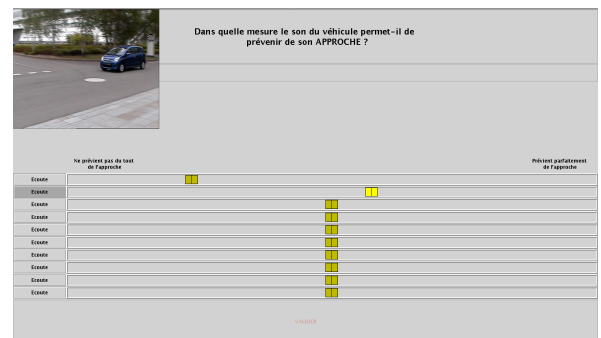 Dans quelle mesure le son du véhicule permet-il de
prévenir de son APPROCHE ?
Ne prévient pas du tout
de l'approche
Prévient parfaitement
de l'approche
Ecoute
Ecoute
Ecoute
Ecoute
Ecoute
Ecoute
Ecoute
Ecoute
Ecoute
Ecoute
VALIDER